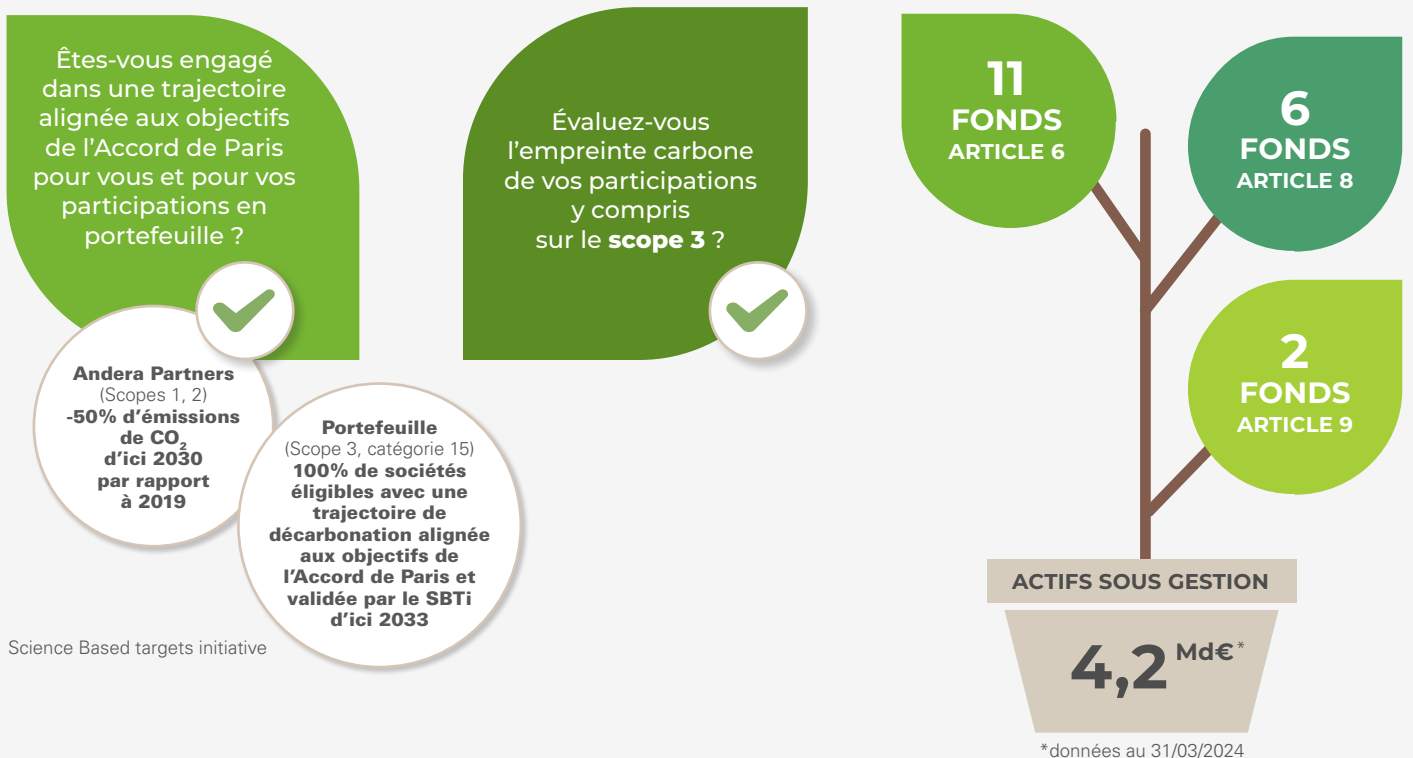 Êtes-vous engagé
dans une trajectoire
alignée aux objectifs
de l'Accord de Paris
pour vous et pour vos
participations en
portefeuille ?
Andera Partners
(Scopes 1, 2)
-50% d'émissions
de CO₂
d'ici 2030
par rapport
à 2019
Portefeuille
(Scope 3, catégorie 15)
100% de sociétés
éligibles avec une
trajectoire de
décarbonation alignée
aux objectifs de
l'Accord de Paris et
validée par le SBTi
d'ici 2033
Science Based targets initiative
Évaluez-vous
l'empreinte carbone
de vos participations
y compris
sur le scope 3 ?
11
FONDS
ARTICLE 6
6
FONDS
ARTICLE 8
2
FONDS
ARTICLE 9
ACTIFS SOUS GESTION
4,2 Md€*
*données au 31/03/2024